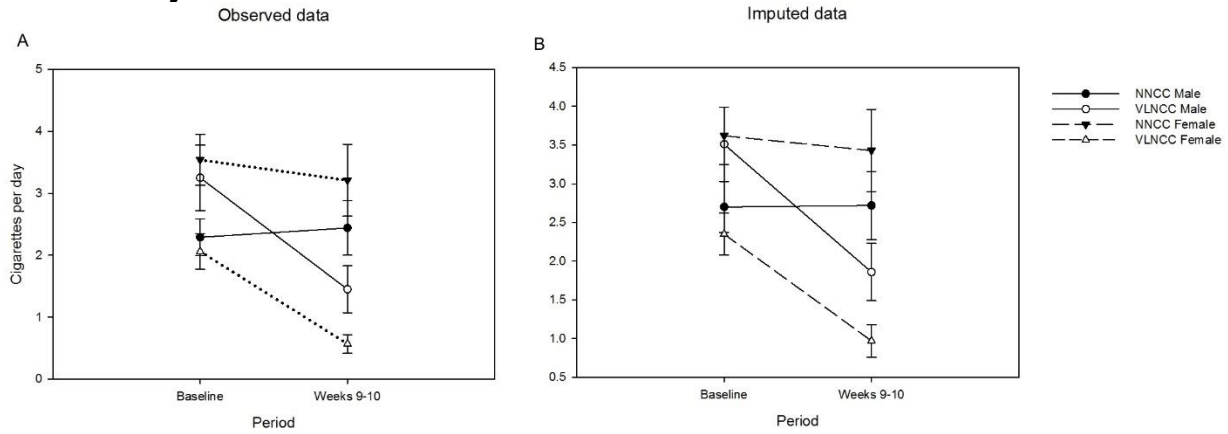 Observed data
Imputed data
A
B
5
4
3
2
1
0
Cigarettes per day
Baseline
Weeks 9-10
Period
4.5
4.0
3.5
3.0
2.5
2.0
1.5
1.0
0.5
Baseline
Weeks 9-10
Period
NNCC Male
VLNCC Male
NNCC Female
VLNCC Female